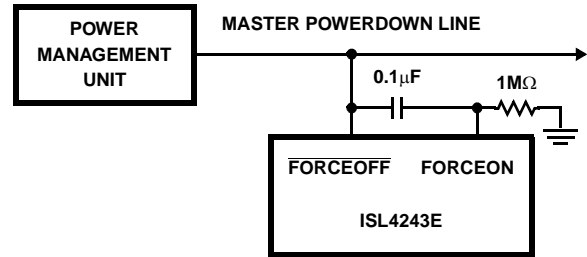 POWER
MANAGEMENT
UNIT
MASTER POWERDOWN LINE
0.1μF
1MΩ
FORCEOFF FORCEON
ISL4243E